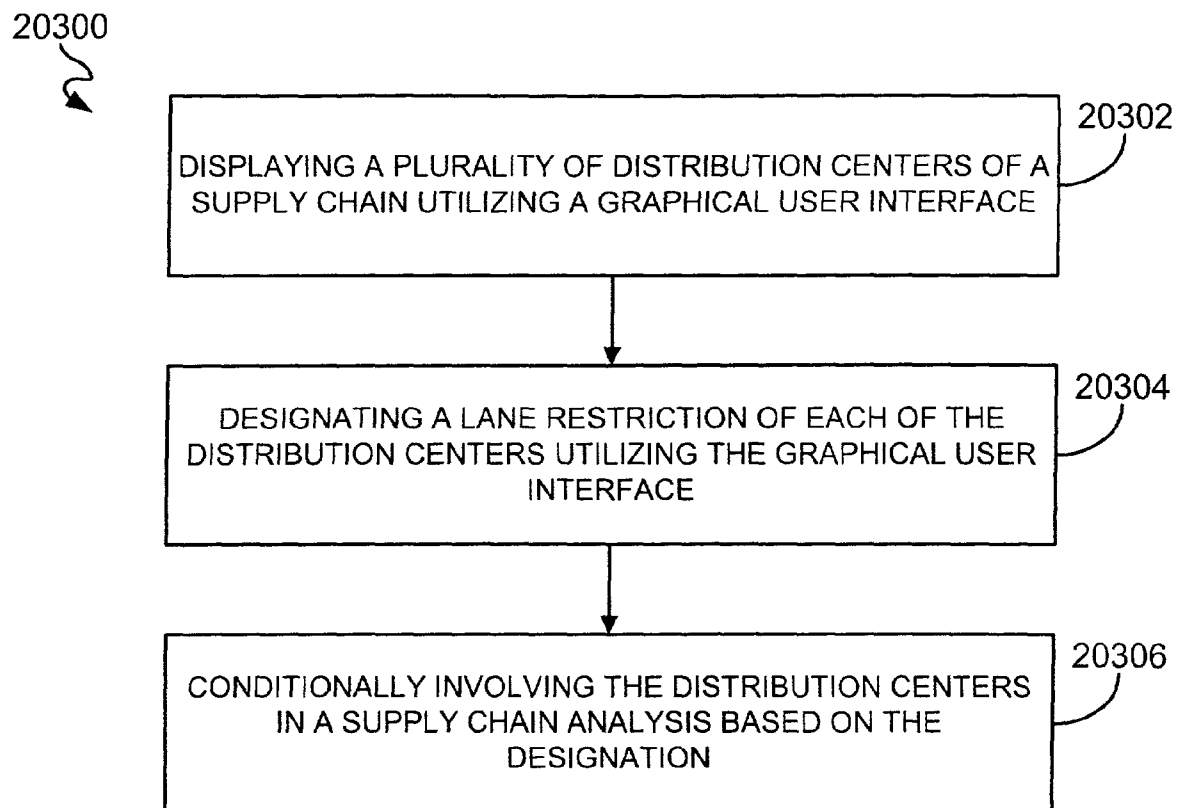 20300
20302
DISPLAYING A PLURALITY OF DISTRIBUTION CENTERS OF A
SUPPLY CHAIN UTILIZING A GRAPHICAL USER INTERFACE
20304
DESIGNATING A LANE RESTRICTION OF EACH OF THE
DISTRIBUTION CENTERS UTILIZING THE GRAPHICAL USER
INTERFACE
20306
CONDITIONALLY INVOLVING THE DISTRIBUTION CENTERS
IN A SUPPLY CHAIN ANALYSIS BASED ON THE
DESIGNATION